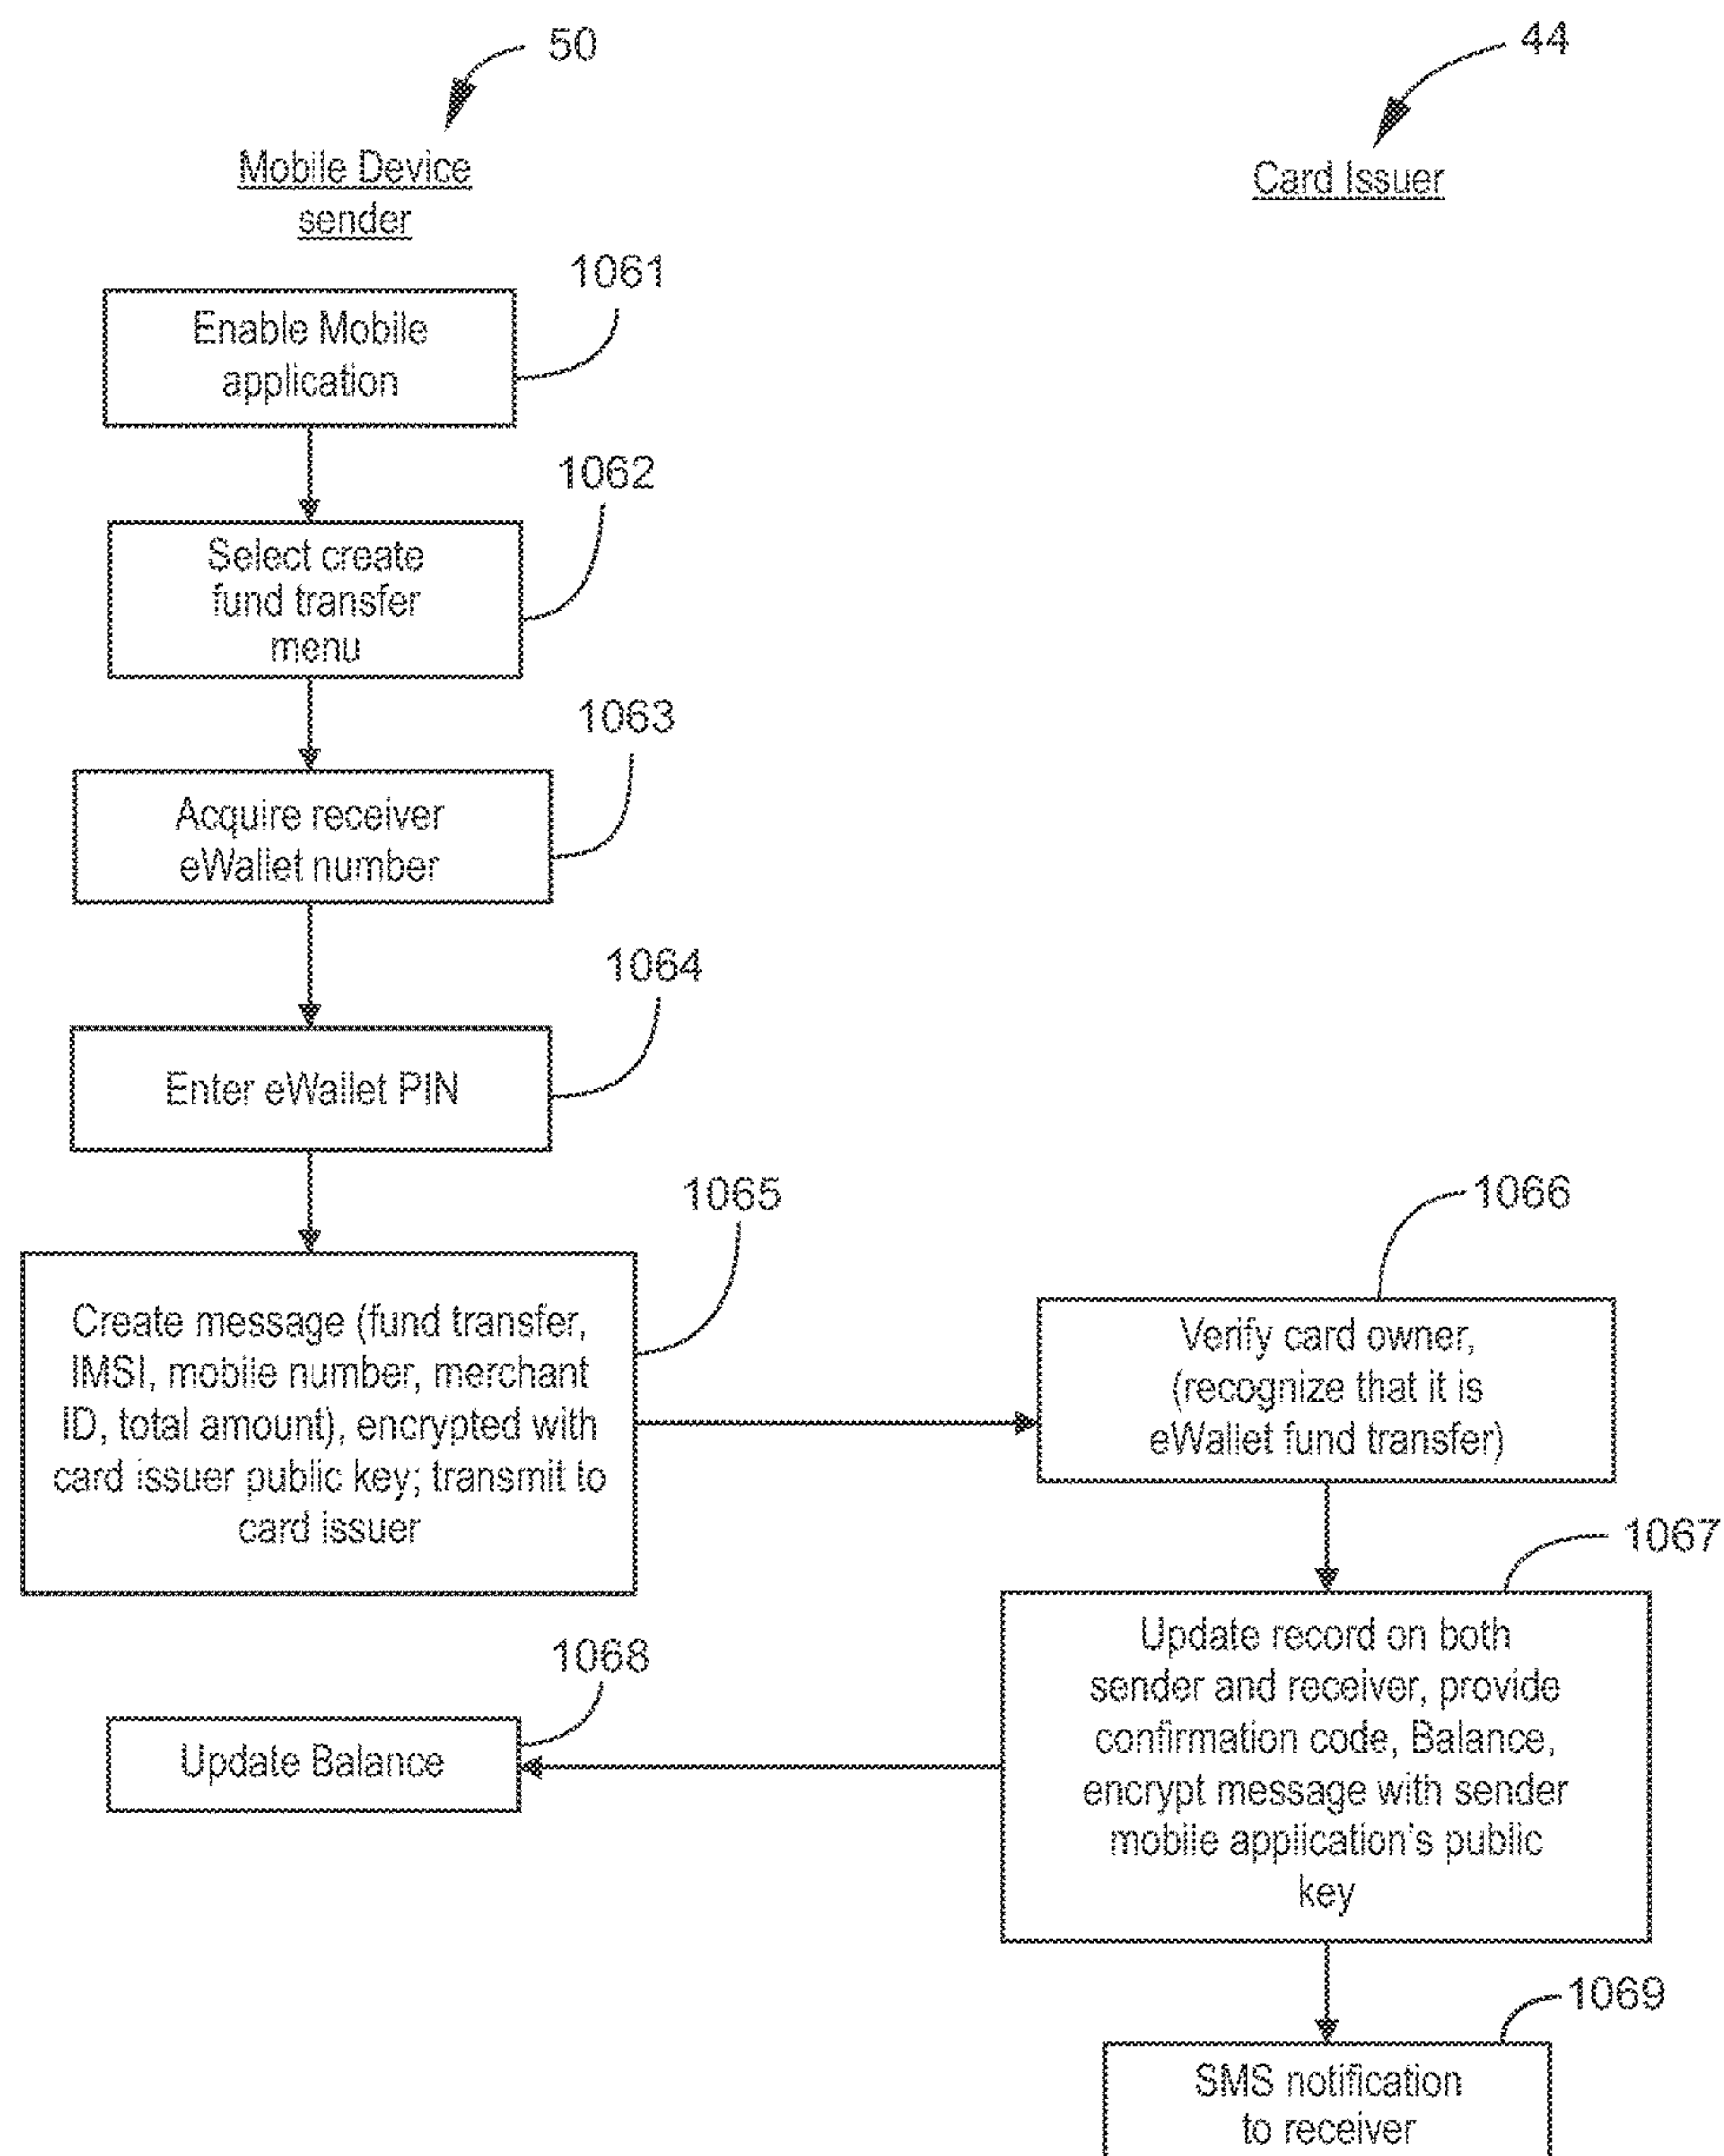 50
44
Mobile Device
sender
Card Issuer
1061
Enable Mobile
application
1062
Select create
fund transfer
menu
1063
Acquire receiver
eWallet number
1064
Enter eWallet PIN
1065
Create message (fund transfer,
IMSI, mobile number, merchant
ID, total amount), encrypted with
card issuer public key; transmit to
card issuer
1066
Verify card owner,
(recognize that it is
eWallet fund transfer)
1067
Update record on both
sender and receiver, provide
confirmation code, Balance,
encrypt message with sender
mobile application's public
key
1068
Update Balance
1069
SMS notification
to receiver